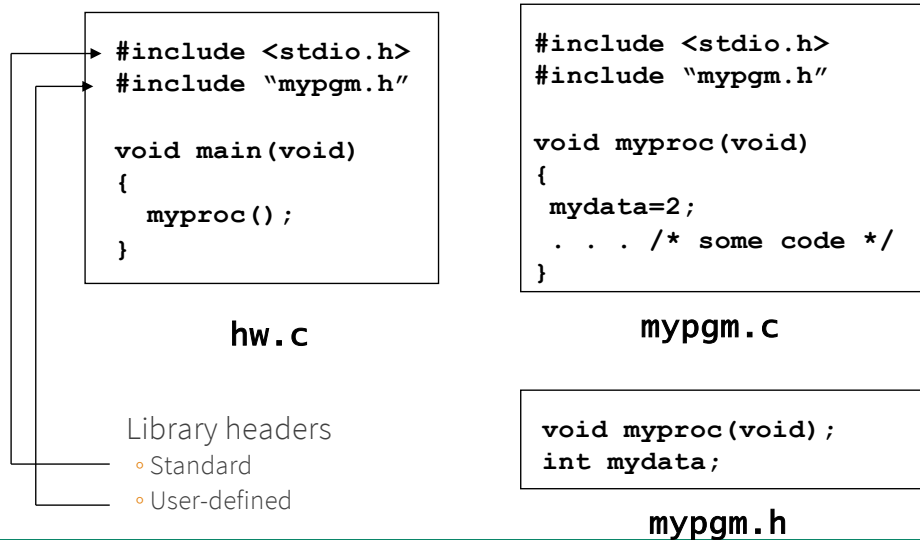 #include <stdio.h>
#include “mypgm.h”
void main(void)
{
myproc();
}
hw.c
Library headers
◦ Standard
◦ User-defined
#include <stdio.h>
#include “mypgm.h”
void myproc(void)
{
mydata=2;
. . . /* some code */
}
mypgm.c
void myproc(void);
int mydata;
mypgm.h